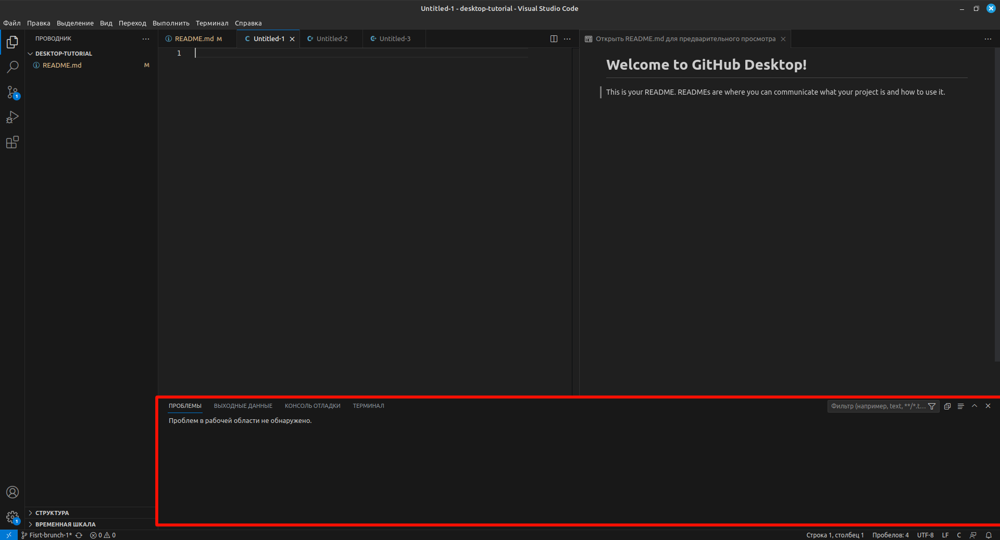 Untitled-1 - desktop-tutorial - Visual Studio Code
Файл Правка Выделение Вид Переход Выполнить Терминал Справка
ПРОВОДНИК
DESKTOP-TUTORIAL
README.md M
СТРУКТУРА
ВРЕМЕННАЯ ШКАЛА
README.md M Untitled-1 Untitled-2 Untitled-3
1
Открыть README.md для предварительного просмотра
Welcome to GitHub Desktop!
This is your README. READMEs are where you can communicate what your project is and how to use it.
ПРОБЛЕМЫ ВЫХОДНЫЕ ДАННЫЕ КОНСОЛЬ ОТЛАДКИ ТЕРМИНАЛ Фильтр (например, text, **/*.t...
Проблем в рабочей области не обнаружено.
1
1
Fisrt-brunch-1* 0 0 Строка 1, столбец 1 Пробелов: 4 UTF-8 LF C